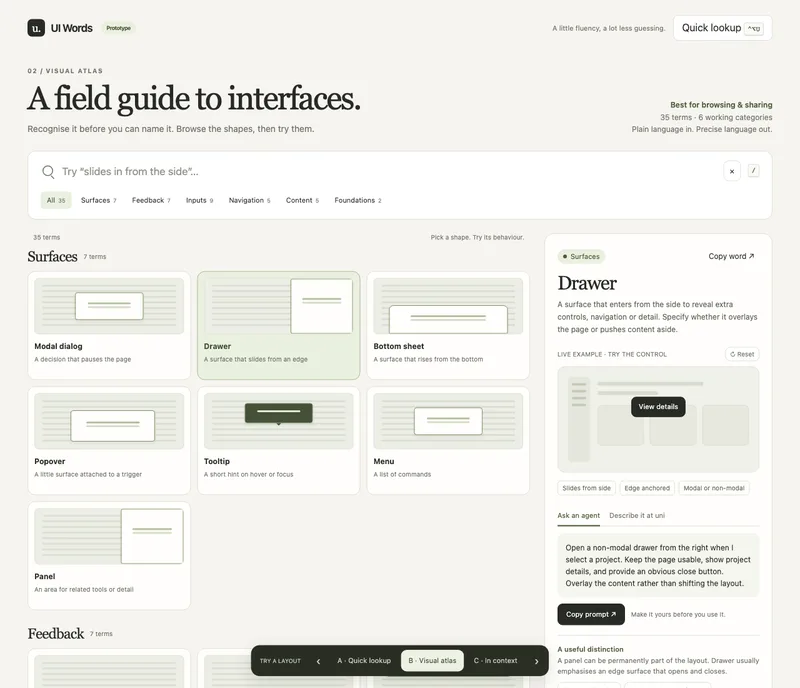 u. UI Words Prototype
A little fluency, a lot less guessing.
Quick lookup
02 / VISUAL ATLAS
A field guide to interfaces.
Recognise it before you can name it. Browse the shapes, then try them.
Best for browsing & sharing
35 terms · 6 working categories
Plain language in. Precise language out.
Try “slides in from the side”...
× /
All 35 Surfaces 7 Feedback 7 Inputs 9 Navigation 5 Content 5 Foundations 2
35 terms
Pick a shape. Try its behaviour.
Surfaces 7 terms
Modal dialog
A decision that pauses the page
Drawer
A surface that slides from an edge
Bottom sheet
A surface that rises from the bottom
Popover
A little surface attached to a trigger
Tooltip
A short hint on hover or focus
Menu
A list of commands
Panel
An area for related tools or detail
Feedback 7 terms
Surfaces
Copy word ↗
Drawer
A surface that enters from the side to reveal extra
controls, navigation or detail. Specify whether it overlays
the page or pushes content aside.
LIVE EXAMPLE · TRY THE CONTROL
Reset
View details
Slides from side Edge anchored Modal or non-modal
Ask an agent Describe it at uni
Open a non-modal drawer from the right when I
select a project. Keep the page usable, show project
details, and provide an obvious close button.
Overlay the content rather than shifting the layout.
Copy prompt ↗ Make it yours before you use it.
A useful distinction
A panel can be permanently part of the layout. Drawer usually
emphasises an edge surface that opens and closes.
TRY A LAYOUT ‹ A · Quick lookup B · Visual atlas C · In context ›